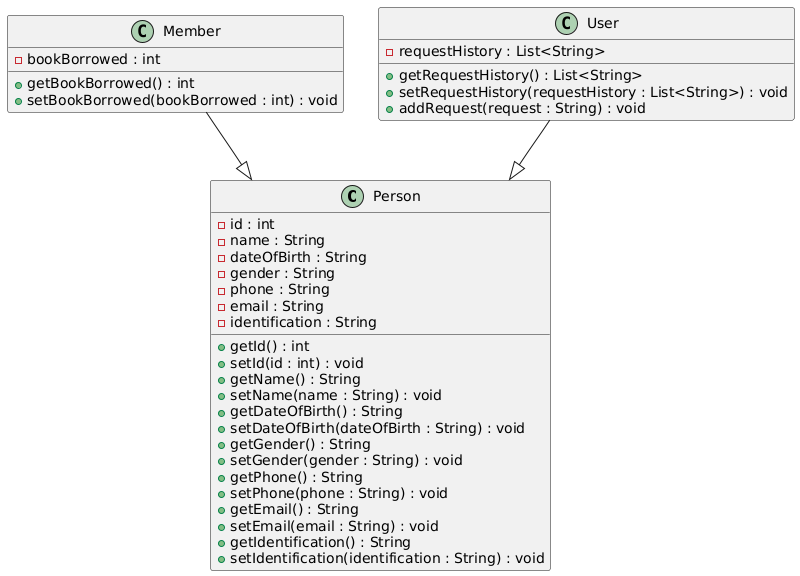 C Member
bookBorrowed : int
getBookBorrowed() : int
setBookBorrowed(bookBorrowed : int) : void
C User
requestHistory : List<String>
getRequestHistory() : List<String>
setRequestHistory(requestHistory : List<String>) : void
addRequest(request : String) : void
C Person
id : int
name : String
dateOfBirth : String
gender : String
phone : String
email : String
identification : String
getId() : int
setId(id : int) : void
getName() : String
setName(name : String) : void
getDateOfBirth() : String
setDateOfBirth(dateOfBirth : String) : void
getGender() : String
setGender(gender : String) : void
getPhone() : String
setPhone(phone : String) : void
getEmail() : String
setEmail(email : String) : void
getIdentification() : String
setIdentification(identification : String) : void